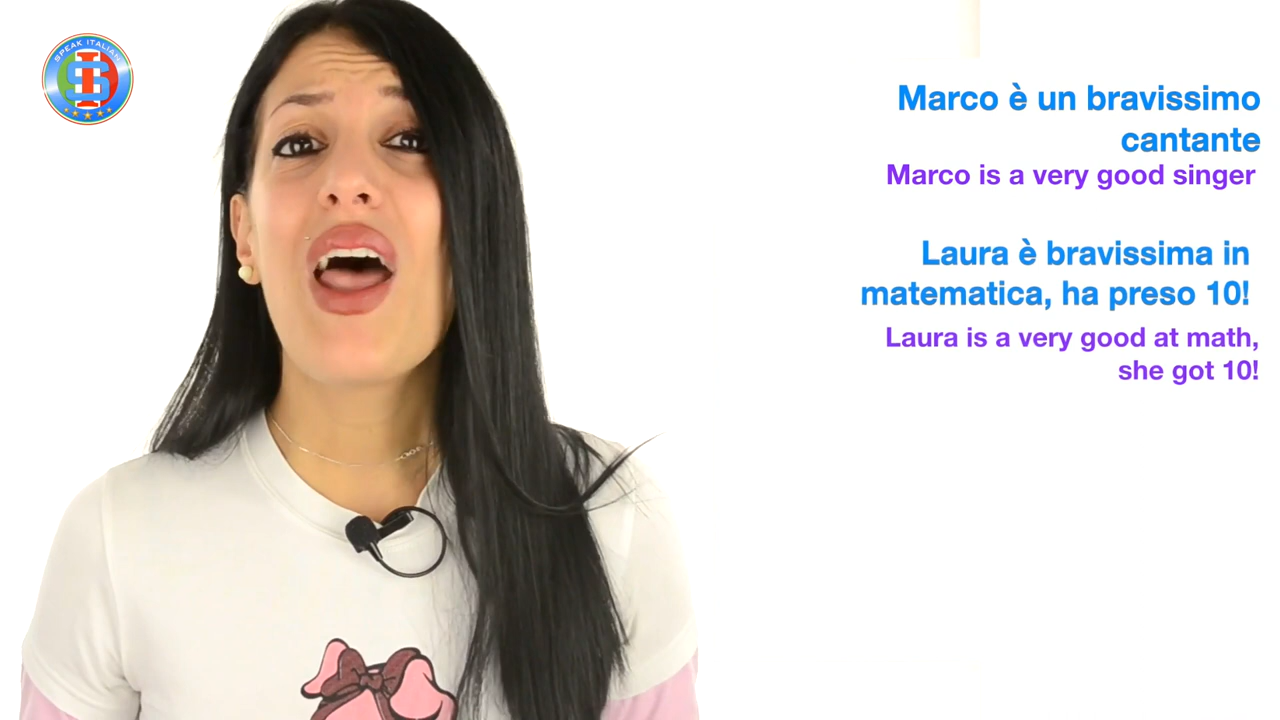 SPEAK ITALIAN
SI
Marco è un bravissimo
cantante
Marco is a very good singer
Laura è bravissima in
matematica, ha preso 10!
Laura is a very good at math,
she got 10!